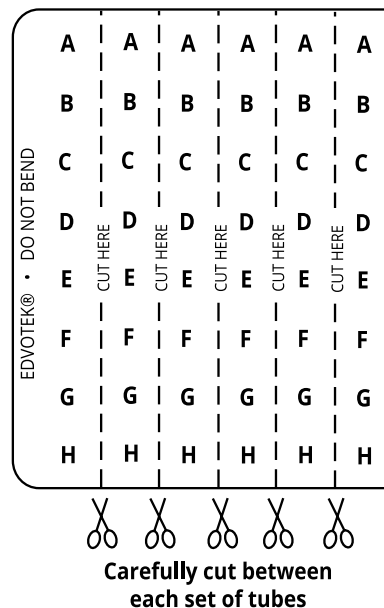 A A A A A A
B B B B B B
C C C C C C
D D D D D D
E E E E E E
F F F F F F
G G G G G G
H H H H H H
EDVOTEK® • DO NOT BEND
CUT HERE
CUT HERE
CUT HERE
CUT HERE
CUT HERE
Carefully cut between
each set of tubes